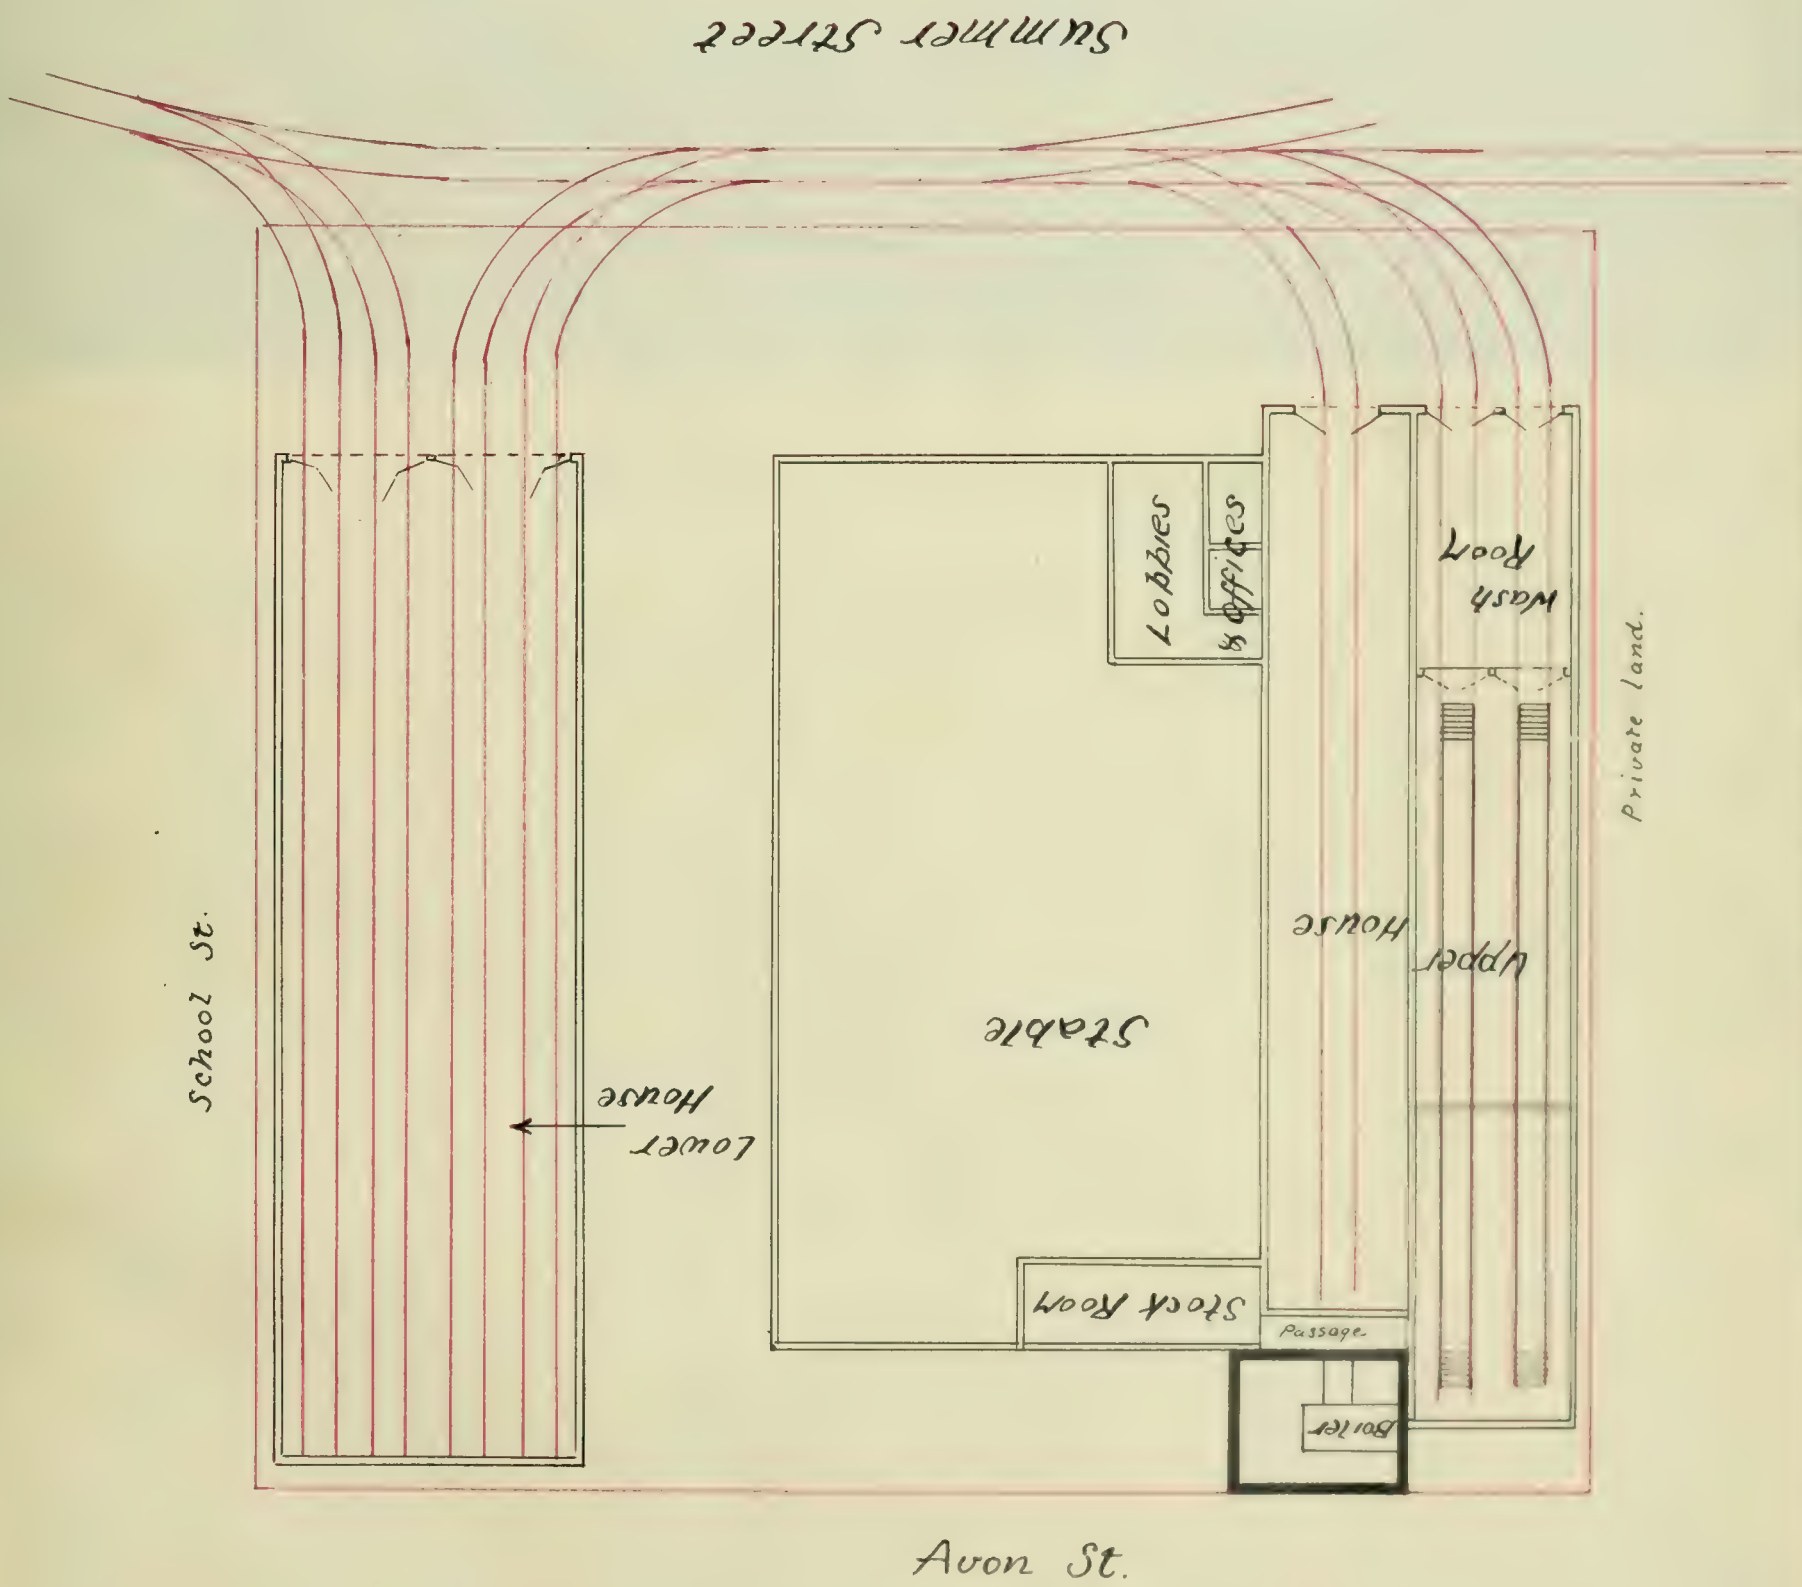 Summer Street
Lobbies
& Offices
Wash
Room
Private land.
School St.
Upper
House
Stable
Lower
House
Stock Room
Passage
Boiler
Avon St.